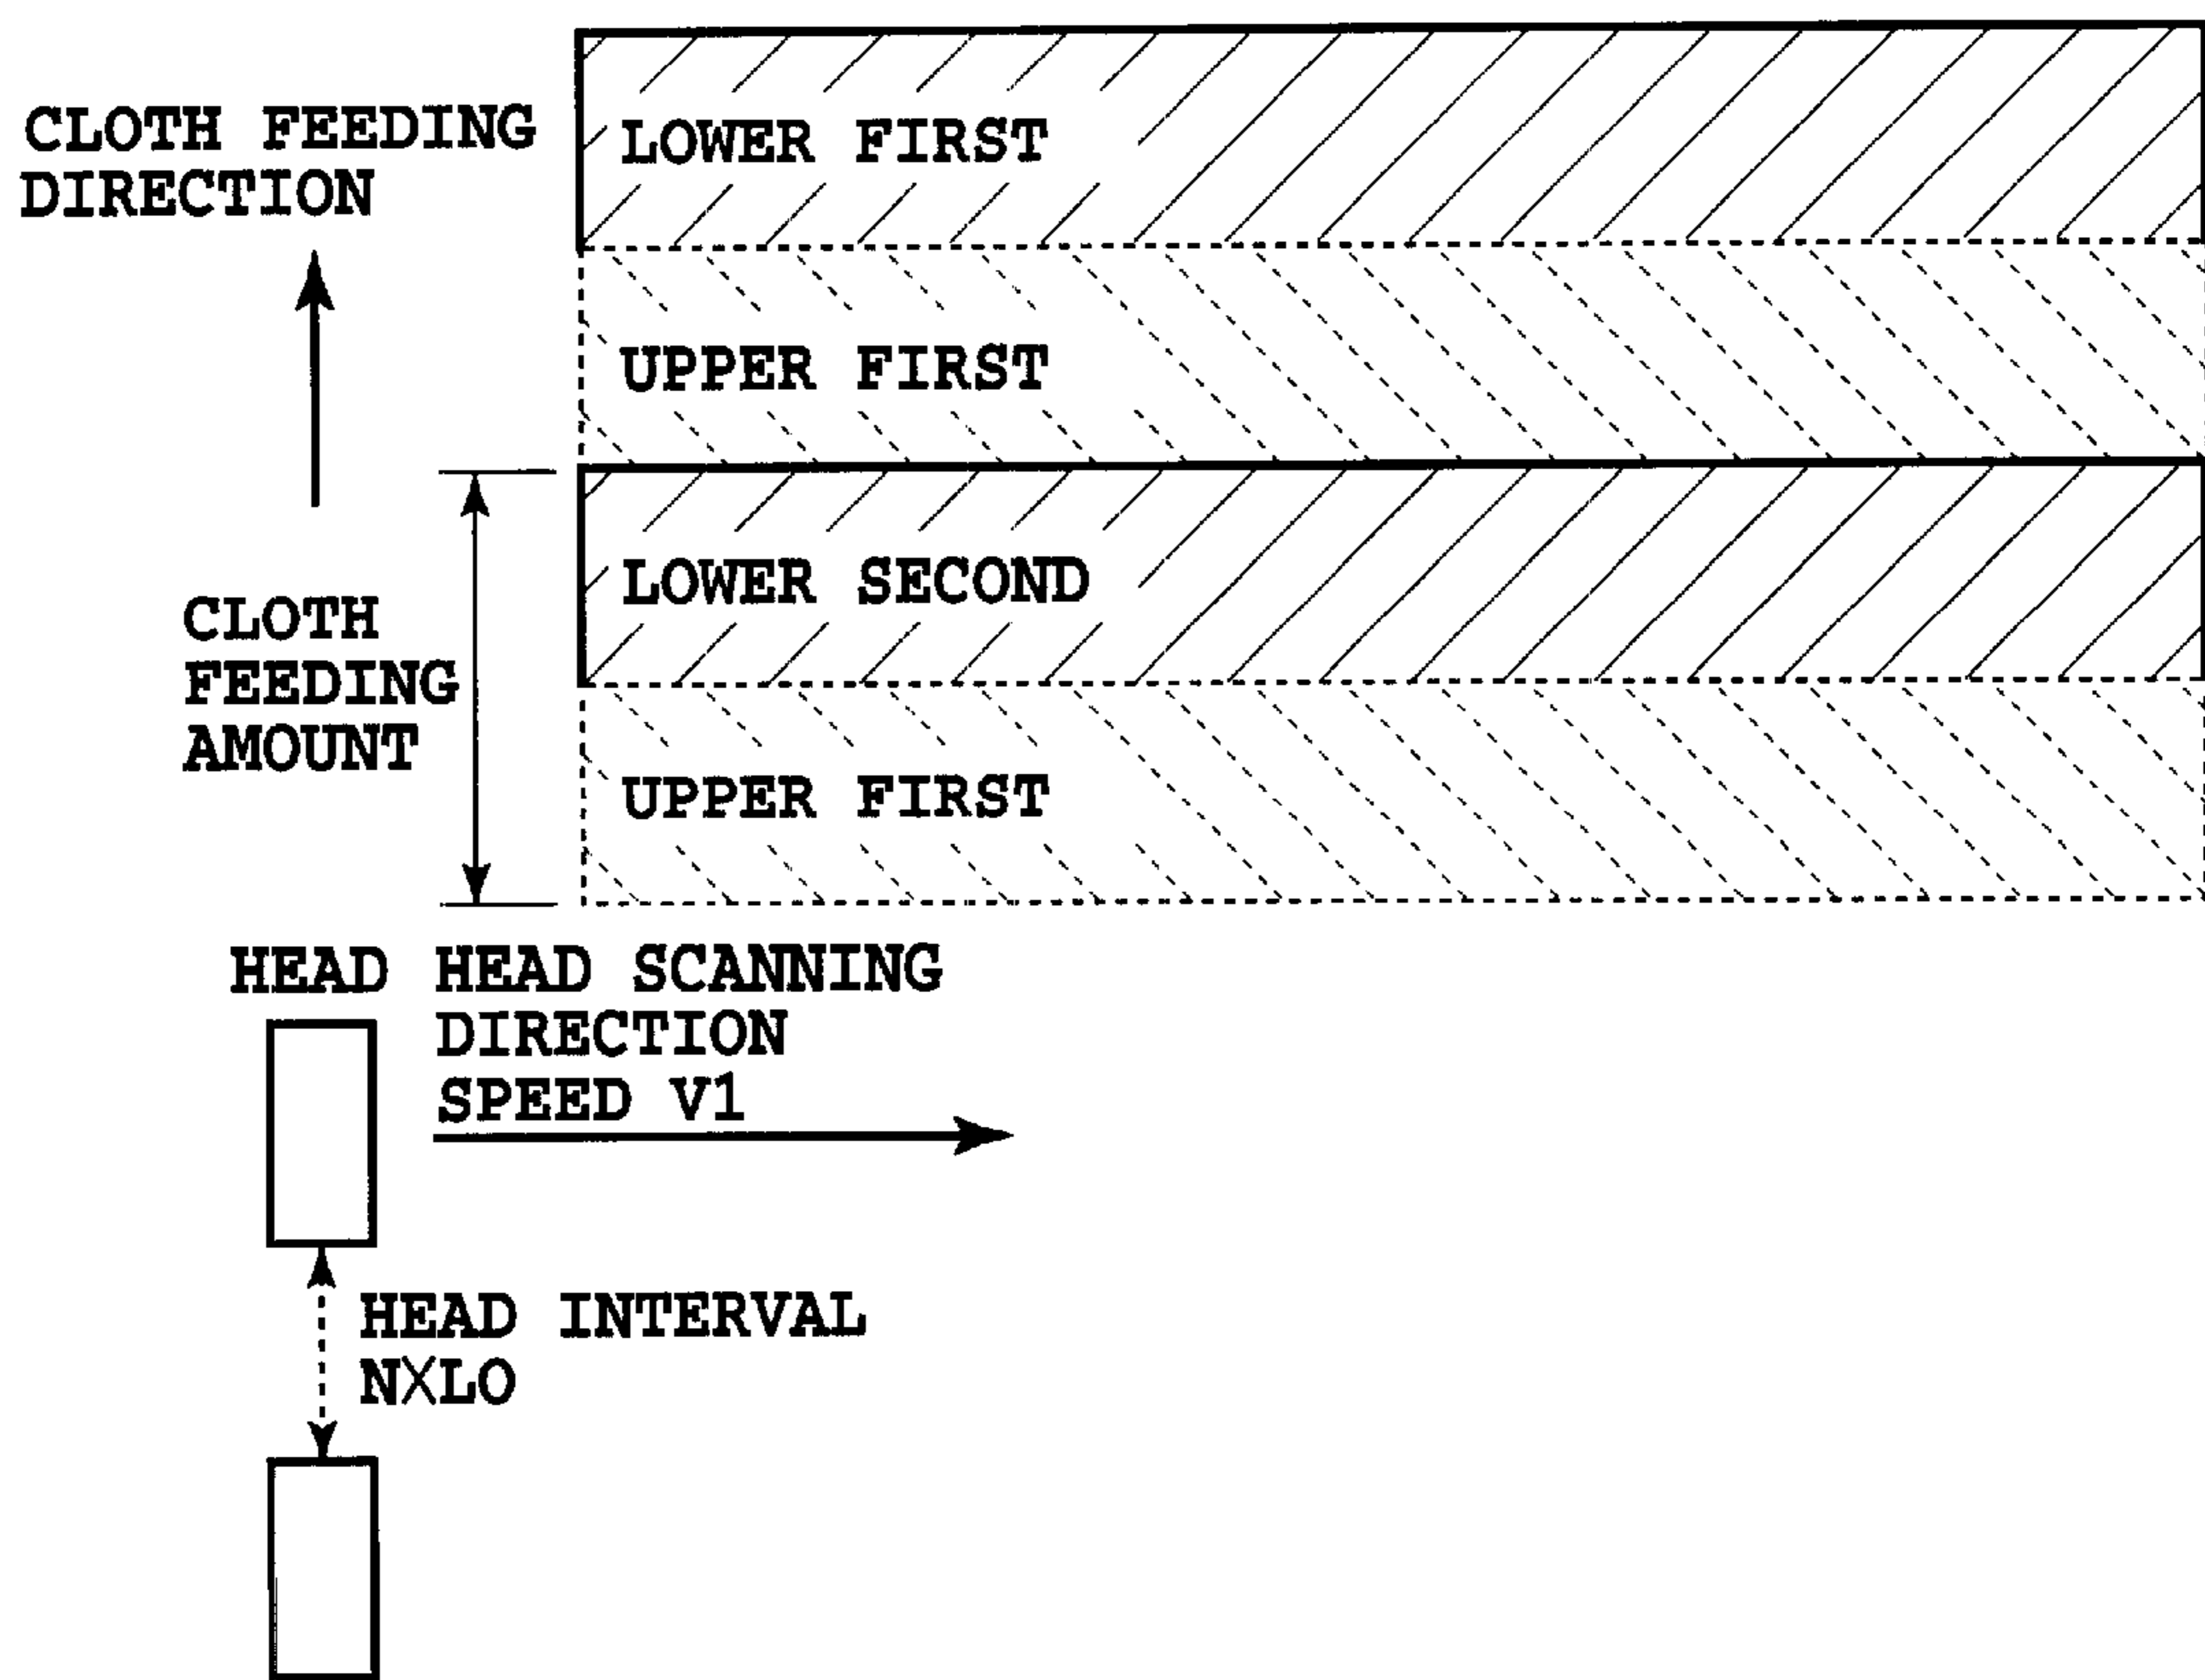 CLOTH FEEDING
DIRECTION
LOWER FIRST
UPPER FIRST
LOWER SECOND
CLOTH
FEEDING
AMOUNT
UPPER FIRST
HEAD
HEAD SCANNING
DIRECTION
SPEED V1
HEAD INTERVAL
NXLO